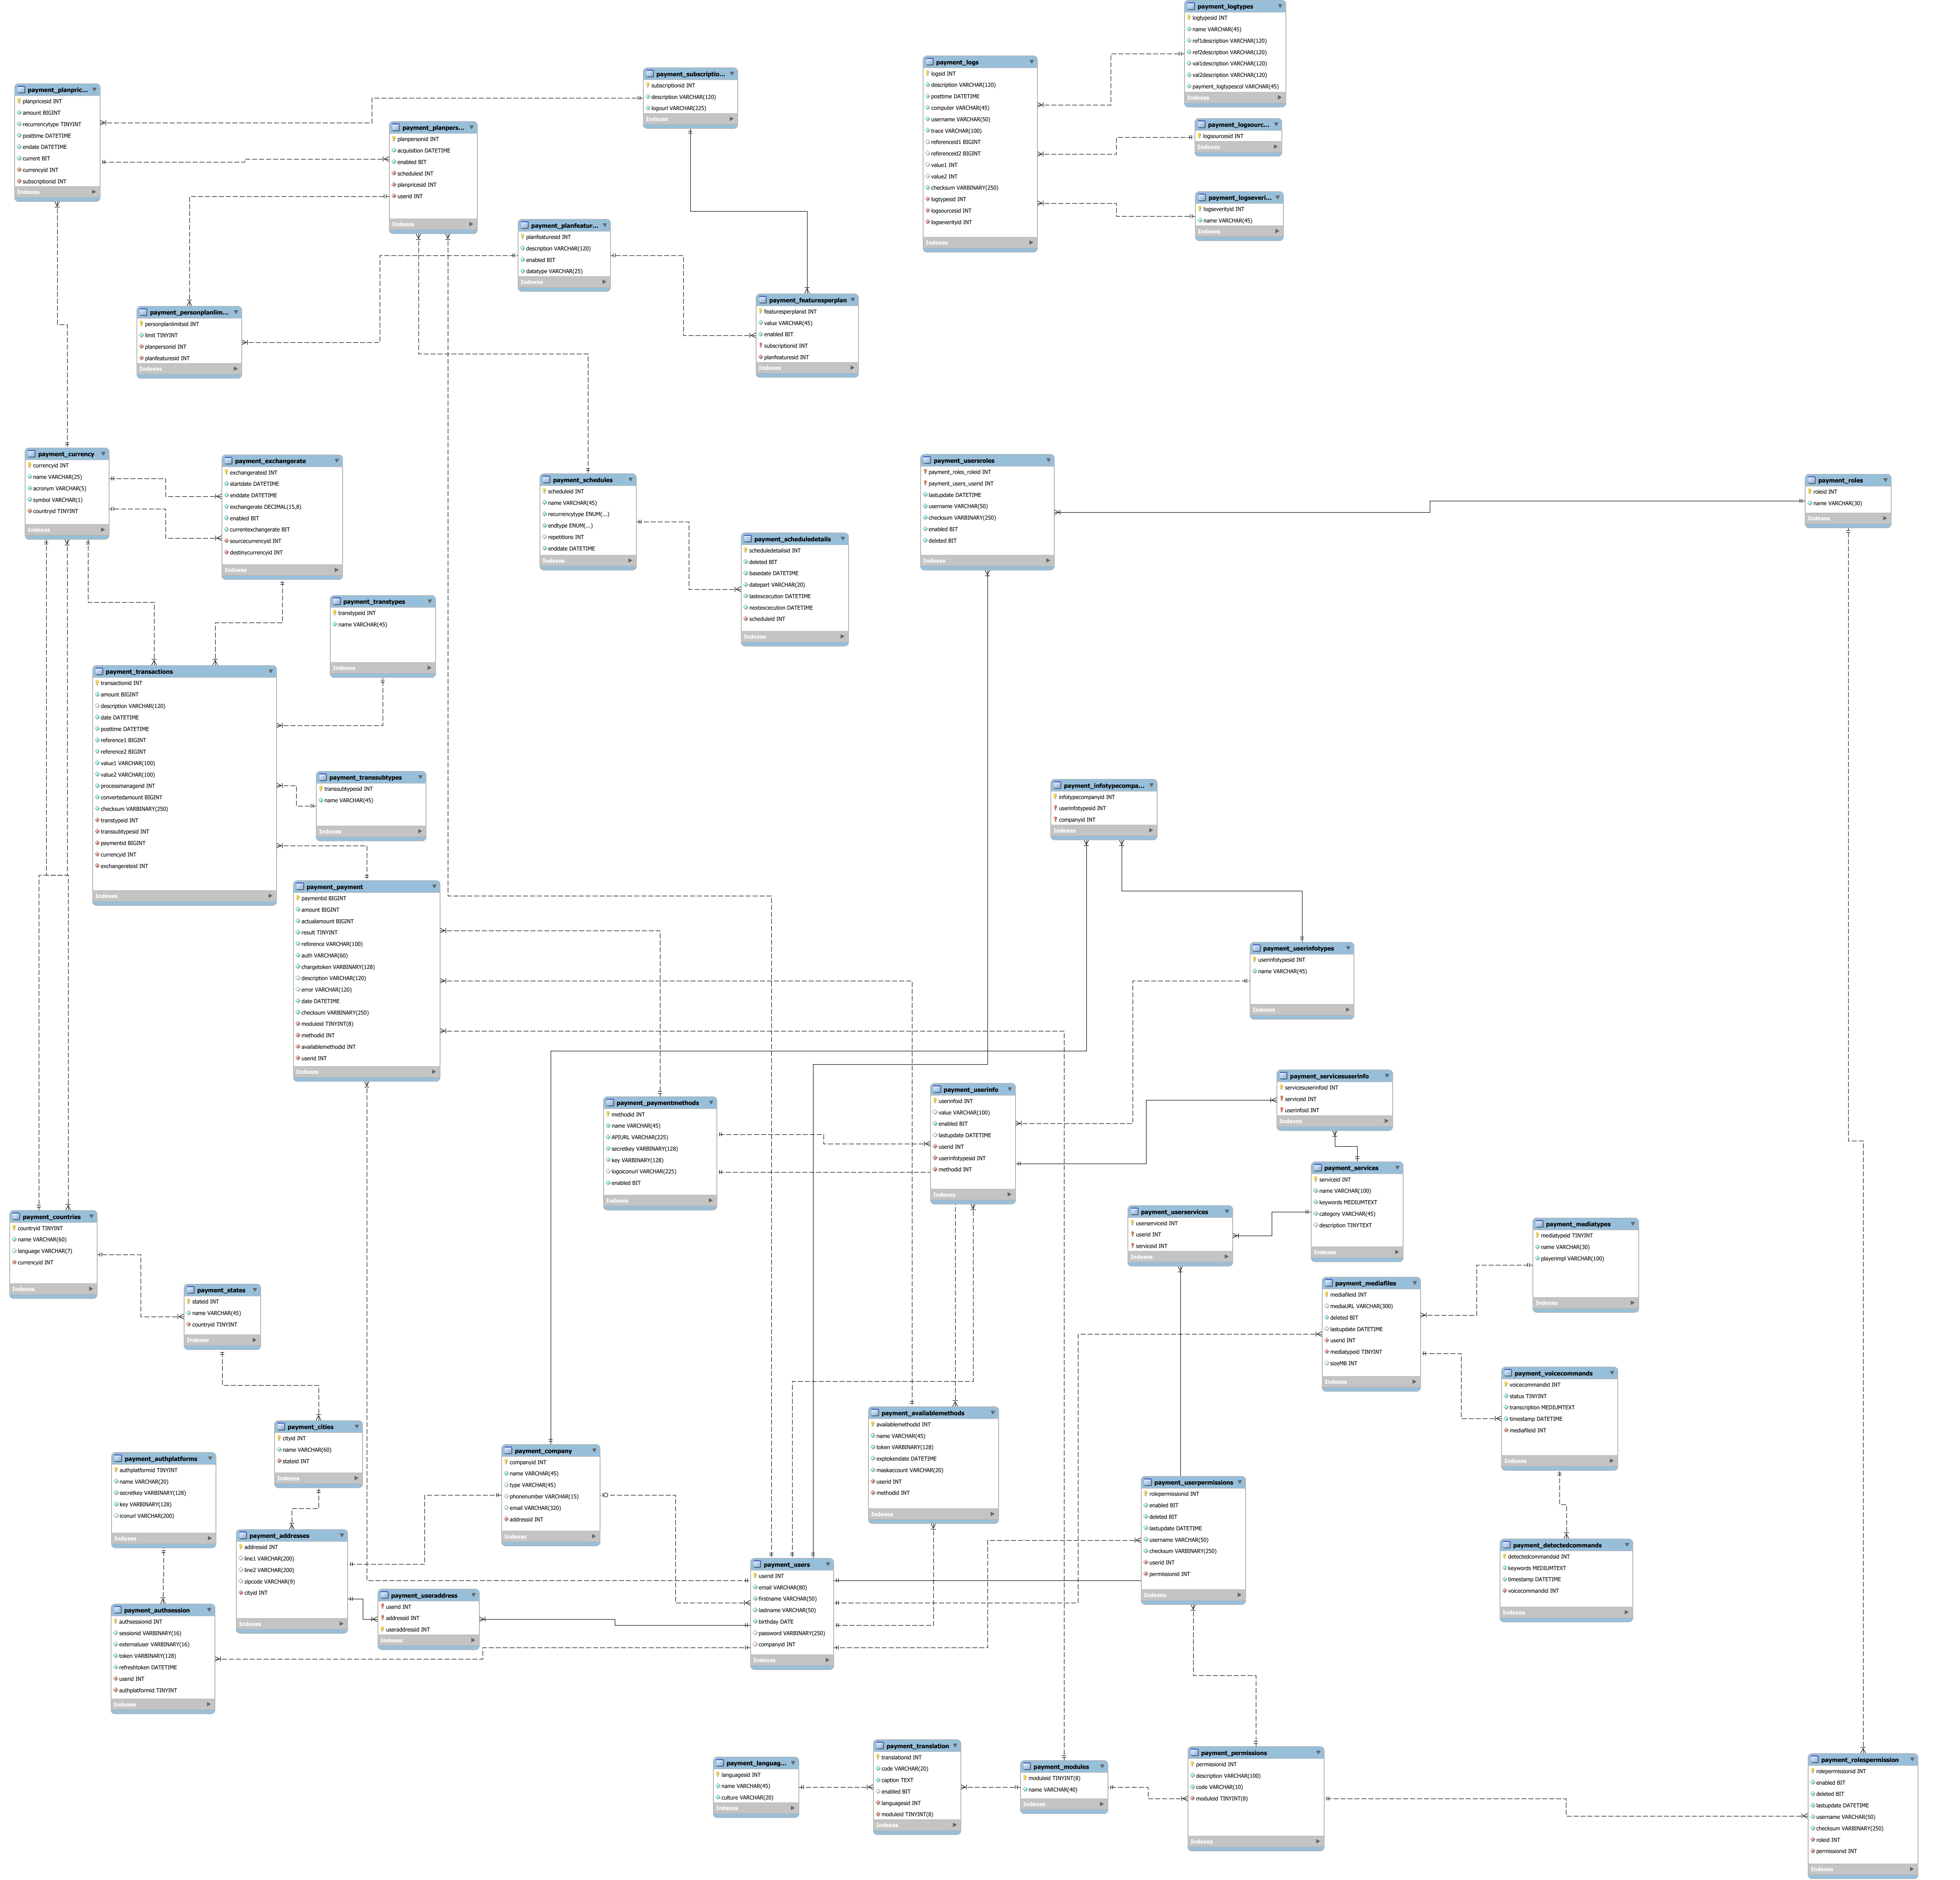 payment_logtypes
logtypesid INT
name VARCHAR(45)
ref1description VARCHAR(120)
ref2description VARCHAR(120)
val1description VARCHAR(120)
val2description VARCHAR(120)
payment_logtypescol VARCHAR(45)
Indexes
payment_logs
logsid INT
description VARCHAR(120)
posttime DATETIME
computer VARCHAR(45)
username VARCHAR(50)
trace VARCHAR(100)
referenceid1 BIGINT
referenceid2 BIGINT
value1 INT
value2 INT
checksum VARBINARY(250)
logtypesid INT
logsourcesid INT
logseverityid INT
Indexes
payment_logsourc...
logsourcesid INT
Indexes
payment_logseveri...
logseverityid INT
name VARCHAR(45)
Indexes
payment_planpric...
planpricesid INT
amount BIGINT
recurrencytype TINYINT
posttime DATETIME
endate DATETIME
current BIT
currencyid INT
subscriptionid INT
Indexes
payment_subscriptio...
subscriptionid INT
description VARCHAR(120)
logourl VARCHAR(225)
Indexes
payment_planpers...
planpersonid INT
acquisition DATETIME
enabled BIT
scheduleid INT
planpricesid INT
userid INT
Indexes
payment_planfeatur...
planfeaturesid INT
description VARCHAR(120)
enabled BIT
datatype VARCHAR(25)
Indexes
payment_personplanlim...
personplanlimitsid INT
limit TINYINT
planpersonid INT
planfeaturesid INT
Indexes
payment_featuresperplan
featuresperplanid INT
value VARCHAR(45)
enabled BIT
subscriptionid INT
planfeaturesid INT
Indexes
payment_currency
currencyid INT
name VARCHAR(25)
acronym VARCHAR(5)
symbol VARCHAR(1)
countryid TINYINT
Indexes
payment_exchangerate
exchangerateid INT
startdate DATETIME
enddate DATETIME
exchangerate DECIMAL(15,8)
enabled BIT
currentexchangerate BIT
sourcecurrencyid INT
destinycurrencyid INT
Indexes
payment_schedules
scheduleid INT
name VARCHAR(45)
recurrencytype ENUM(...)
endtype ENUM(...)
repetitions INT
enddate DATETIME
Indexes
payment_scheduledetails
scheduledetailsid INT
deleted BIT
basedate DATETIME
datepart VARCHAR(20)
lastexcecution DATETIME
nextexcecution DATETIME
scheduleid INT
Indexes
payment_usersroles
payment_roles_roleid INT
payment_users_userid INT
lastupdate DATETIME
username VARCHAR(50)
checksum VARBINARY(250)
enabled BIT
deleted BIT
Indexes
payment_roles
roleid INT
name VARCHAR(30)
Indexes
payment_transtypes
transtypeid INT
name VARCHAR(45)
Indexes
payment_transactions
transactionid INT
amount BIGINT
description VARCHAR(120)
date DATETIME
posttime DATETIME
reference1 BIGINT
reference2 BIGINT
value1 VARCHAR(100)
value2 VARCHAR(100)
processmanagerid INT
convertedamount BIGINT
checksum VARBINARY(250)
transtypeid INT
transsubtypesid INT
paymentid BIGINT
currencyid INT
exchangerateid INT
Indexes
payment_transsubtypes
transsubtypesid INT
name VARCHAR(45)
Indexes
payment_infotypecompa...
infotypecompanyid INT
userinfotypesid INT
companyid INT
Indexes
payment_payment
paymentid BIGINT
amount BIGINT
actualamount BIGINT
result TINYINT
reference VARCHAR(100)
auth VARCHAR(60)
chargetoken VARBINARY(128)
description VARCHAR(120)
error VARCHAR(120)
date DATETIME
checksum VARBINARY(250)
moduleid TINYINT(8)
methodid INT
availablemethodid INT
userid INT
Indexes
payment_userinfotypes
userinfotypesid INT
name VARCHAR(45)
Indexes
payment_paymentmethods
methodid INT
name VARCHAR(45)
APIURL VARCHAR(225)
secretkey VARBINARY(128)
key VARBINARY(128)
logoiconurl VARCHAR(225)
enabled BIT
Indexes
payment_userinfo
userinfoid INT
value VARCHAR(100)
enabled BIT
lastupdate DATETIME
userid INT
userinfotypesid INT
methodid INT
Indexes
payment_servicesuserinfo
servicesuserinfoid INT
serviceid INT
userinfoid INT
Indexes
payment_services
serviceid INT
name VARCHAR(100)
keywords MEDIUMTEXT
category VARCHAR(45)
description TINYTEXT
Indexes
payment_userservices
userserviceid INT
userid INT
serviceid INT
Indexes
payment_mediatypes
mediatypeid TINYINT
name VARCHAR(30)
playerimpl VARCHAR(100)
Indexes
payment_mediafiles
mediafileid INT
mediaURL VARCHAR(300)
deleted BIT
lastupdate DATETIME
userid INT
mediatypeid TINYINT
sizeMB INT
Indexes
payment_countries
countryid TINYINT
name VARCHAR(60)
language VARCHAR(7)
currencyid INT
Indexes
payment_states
stateid INT
name VARCHAR(45)
countryid TINYINT
Indexes
payment_voicecommands
voicecommandid INT
status TINYINT
transcription MEDIUMTEXT
timestamp DATETIME
mediafileid INT
Indexes
payment_cities
cityid INT
name VARCHAR(60)
stateid INT
Indexes
payment_availablemethods
availablemethodid INT
name VARCHAR(45)
token VARBINARY(128)
exptokendate DATETIME
maskaccount VARCHAR(20)
userid INT
methodid INT
Indexes
payment_company
companyid INT
name VARCHAR(45)
type VARCHAR(45)
phonenumber VARCHAR(15)
email VARCHAR(320)
addressid INT
Indexes
payment_authplatforms
authplatformid TINYINT
name VARCHAR(20)
secretkey VARBINARY(128)
key VARBINARY(128)
iconurl VARCHAR(200)
Indexes
payment_userpermissions
rolepermissionid INT
enabled BIT
deleted BIT
lastupdate DATETIME
username VARCHAR(50)
checksum VARBINARY(250)
userid INT
permissionid INT
Indexes
payment_addresses
addressid INT
line1 VARCHAR(200)
line2 VARCHAR(200)
zipcode VARCHAR(9)
cityid INT
Indexes
payment_detectedcommands
detectedcommandsid INT
keywords MEDIUMTEXT
timestamp DATETIME
voicecommandid INT
Indexes
payment_users
userid INT
email VARCHAR(80)
firstname VARCHAR(50)
lastname VARCHAR(50)
birthday DATE
password VARBINARY(250)
companyid INT
Indexes
payment_useraddress
userid INT
addressid INT
useraddressid INT
Indexes
payment_authsession
authsessionid INT
sessionid VARBINARY(16)
externaluser VARBINARY(16)
token VARBINARY(128)
refreshtoken DATETIME
userid INT
authplatformid TINYINT
Indexes
payment_languag...
languagesid INT
name VARCHAR(45)
culture VARCHAR(20)
Indexes
payment_translation
translationid INT
code VARCHAR(20)
caption TEXT
enabled BIT
languagesid INT
moduleid TINYINT(8)
Indexes
payment_modules
moduleid TINYINT(8)
name VARCHAR(40)
Indexes
payment_permissions
permissionid INT
description VARCHAR(100)
code VARCHAR(10)
moduleid TINYINT(8)
Indexes
payment_rolespermission
rolepermissionid INT
enabled BIT
deleted BIT
lastupdate DATETIME
username VARCHAR(50)
checksum VARBINARY(250)
roleid INT
permissionid INT
Indexes